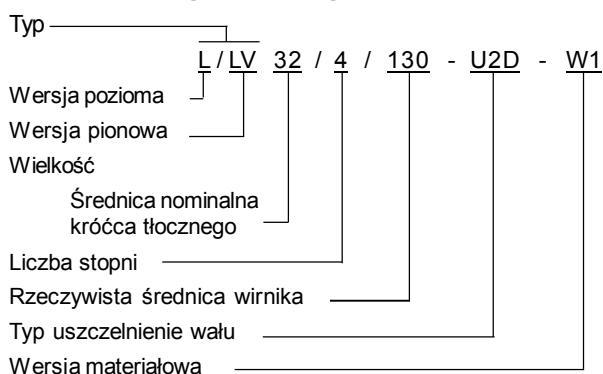 Typ
L / LV 32 / 4 / 130 - U2D - W1
Wersja pozioma
Wersja pionowa
Wielkość
Średnica nominalna
króćca tłocznego
Liczba stopni
Rzeczywista średnica wirnika
Typ uszczelnienie wału
Wersja materiałowa